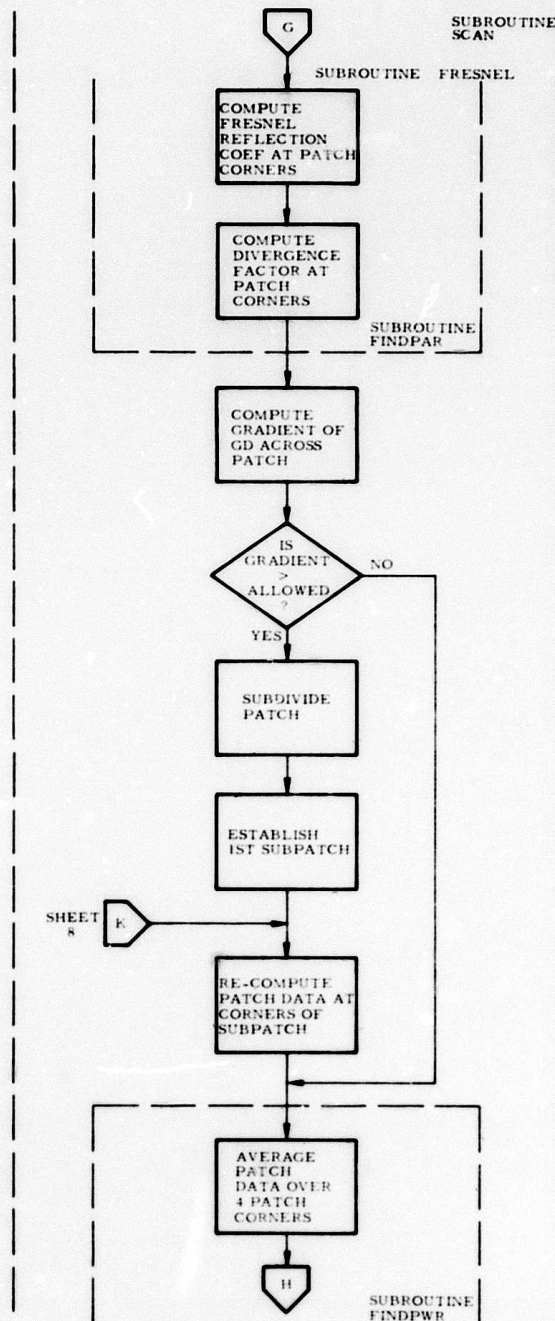 G
SUBROUTINE
SCAN
SUBROUTINE FRESNEL
COMPUTE
FRESNEL
REFLECTION
COEF AT PATCH
CORNERS
COMPUTE
DIVERGENCE
FACTOR AT
PATCH
CORNERS
SUBROUTINE
FINDPAR
COMPUTE
GRADIENT OF
GD ACROSS
PATCH
IS
GRADIENT
>
ALLOWED
?
NO
YES
SUBDIVIDE
PATCH
ESTABLISH
1ST SUBPATCH
SHEET
8
K
RE-COMPUTE
PATCH DATA AT
CORNERS OF
SUBPATCH
AVERAGE
PATCH
DATA OVER
4 PATCH
CORNERS
H
SUBROUTINE
FINDPWR